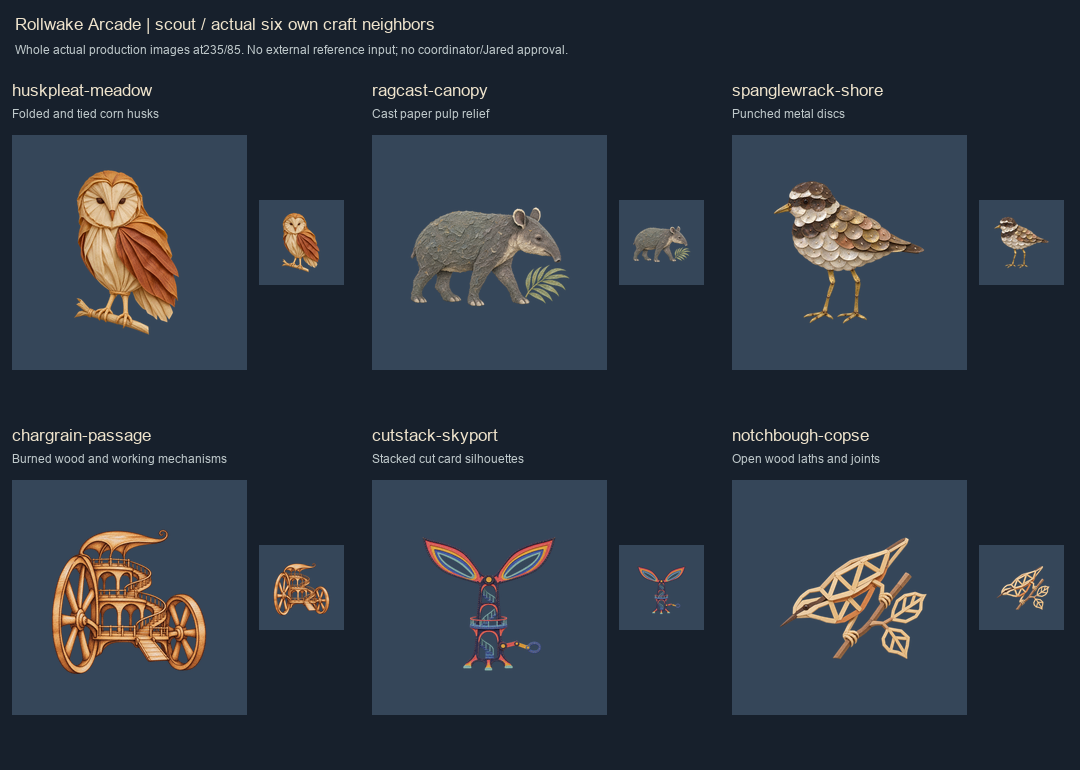 Rollwake Arcade | scout / actual six own craft neighbors
Whole actual production images at235/85. No external reference input; no coordinator/Jared approval.
huskpleat-meadow
Folded and tied corn husks
ragcast-canopy
Cast paper pulp relief
spanglewrack-shore
Punched metal discs
chargrain-passage
Burned wood and working mechanisms
cutstack-skyport
Stacked cut card silhouettes
notchbough-copse
Open wood laths and joints